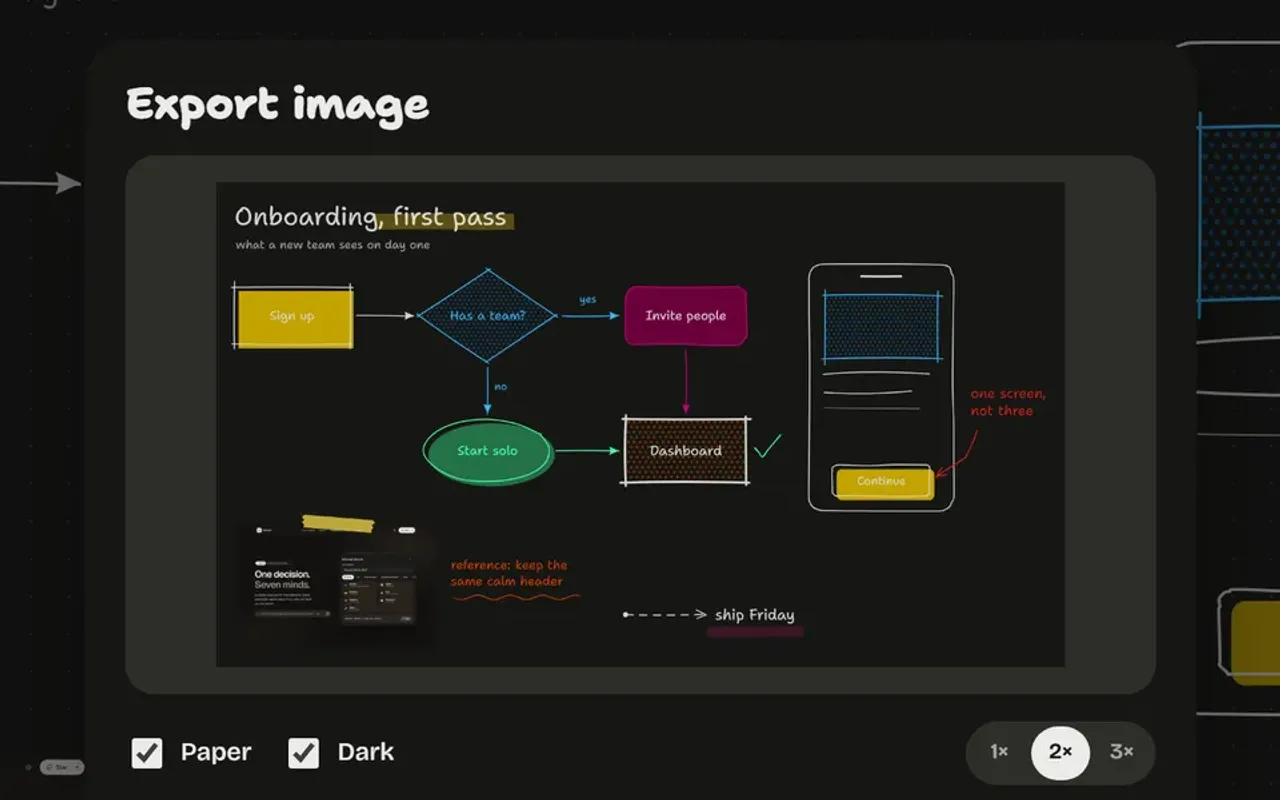 Export image
Onboarding, first pass
what a new team sees on day one
Sign up
Has a team?
yes
Invite people
no
Start solo
Dashboard
one screen,
not three
Continue
One decision.
Seven minds.
reference: keep the
same calm header
ship Friday
Paper
Dark
1×
2×
3×